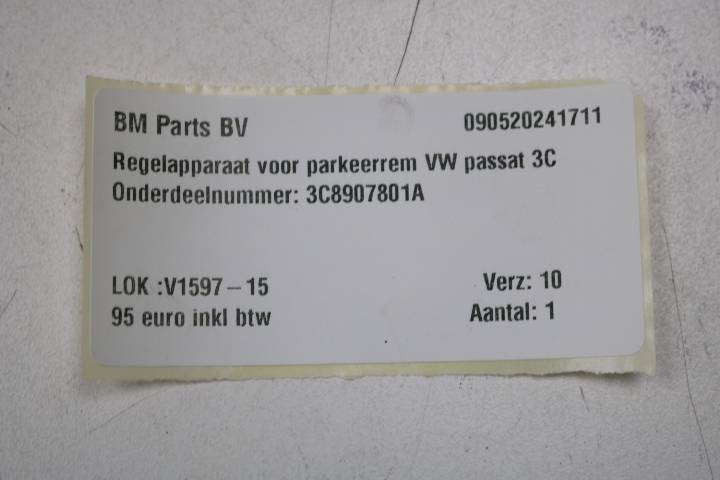 BM Parts BV 090520241711
Regelapparaat voor parkeerrem VW passat 3C
Onderdeelnummer: 3C8907801A
LOK :V1597-15 Verz: 10
95 euro inkl btw Aantal: 1